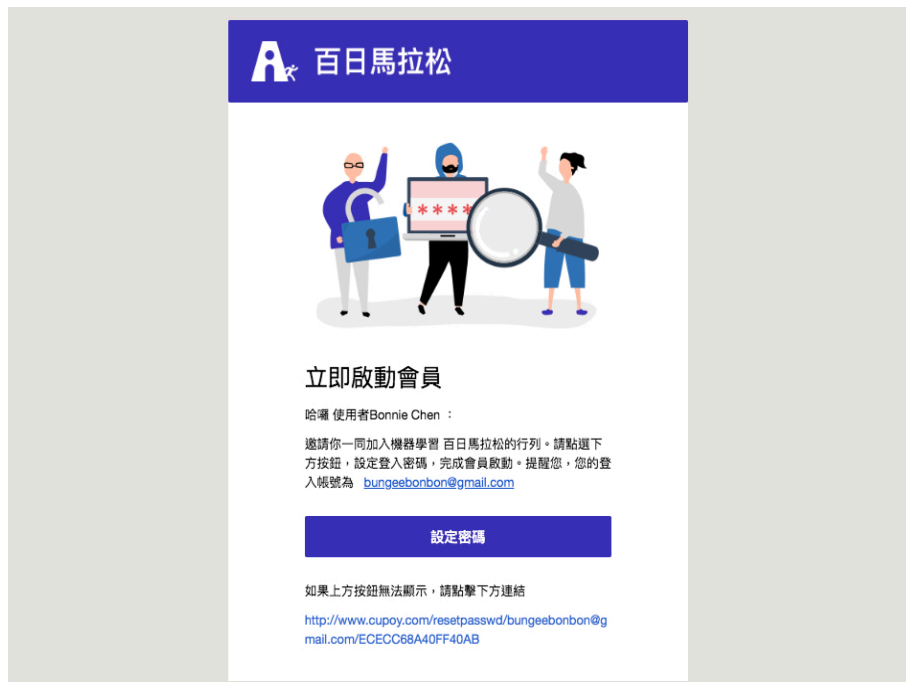 百日馬拉松
****
立即啟動會員
哈囉 使用者Bonnie Chen :
邀請你一同加入機器學習 百日馬拉松的行列。請點選下
方按鈕,設定登入密碼,完成會員啟動。提醒您,您的登
入帳號為 bungeebonbon@gmail.com
設定密碼
如果上方按鈕無法顯示,請點擊下方連結
http://www.cupoy.com/resetpasswd/bungeebonbon@g
mail.com/ECECC68A40FF40AB